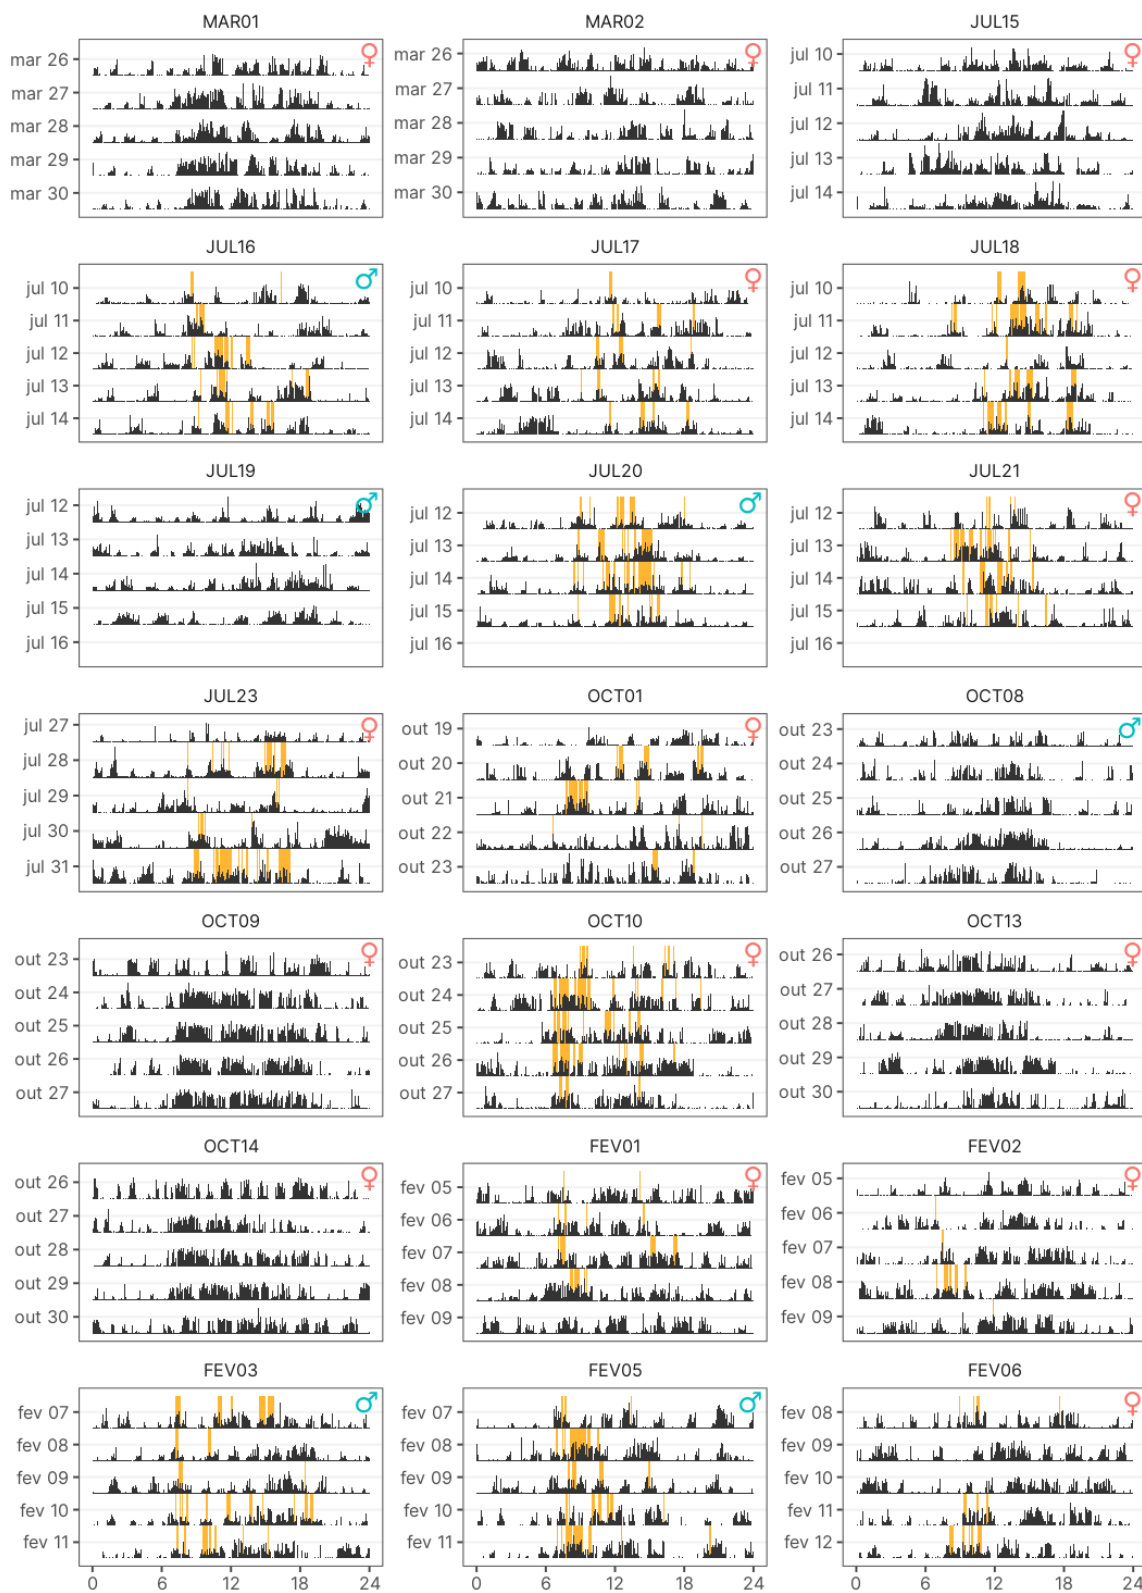 MAR01 MAR02 JUL15
mar 26 mar 26 jul 10
mar 27 mar 27 jul 11
mar 28 mar 28 jul 12
mar 29 mar 29 jul 13
mar 30 mar 30 jul 14
JUL16 JUL17 JUL18
jul 10 jul 10 jul 10
jul 11 jul 11 jul 11
jul 12 jul 12 jul 12
jul 13 jul 13 jul 13
jul 14 jul 14 jul 14
JUL19 JUL20 JUL21
jul 12 jul 12 jul 12
jul 13 jul 13 jul 13
jul 14 jul 14 jul 14
jul 15 jul 15 jul 15
jul 16 jul 16 jul 16
JUL23 OCT01 OCT08
jul 27 out 19 out 23
jul 28 out 20 out 24
jul 29 out 21 out 25
jul 30 out 22 out 26
jul 31 out 23 out 27
OCT09 OCT10 OCT13
out 23 out 23 out 26
out 24 out 24 out 27
out 25 out 25 out 28
out 26 out 26 out 29
out 27 out 27 out 30
OCT14 FEV01 FEV02
out 26 fev 05 fev 05
out 27 fev 06 fev 06
out 28 fev 07 fev 07
out 29 fev 08 fev 08
out 30 fev 09 fev 09
FEV03 FEV05 FEV06
fev 07 fev 07 fev 08
fev 08 fev 08 fev 09
fev 09 fev 09 fev 10
fev 10 fev 10 fev 11
fev 11 fev 11 fev 12
0 6 12 18 24 0 6 12 18 24 0 6 12 18 24